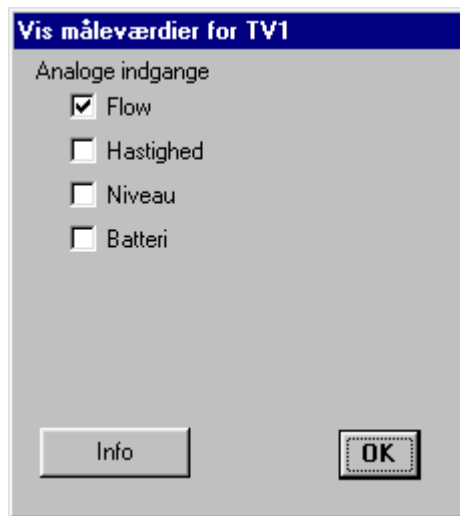 Vis måleværdier for TV1
Analoge indgange
Flow
Hastighed
Niveau
Batteri
Info
OK